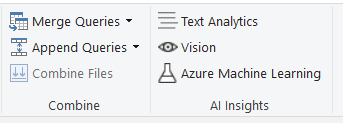 Merge Queries
Append Queries
Combine Files
Combine
Text Analytics
Vision
Azure Machine Learning
AI Insights